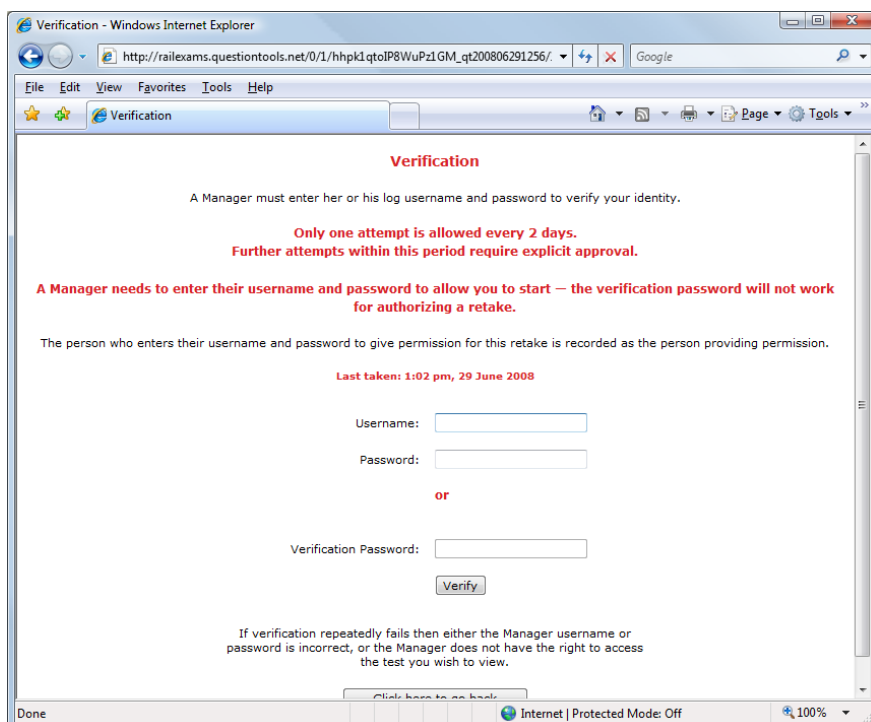 Verification - Windows Internet Explorer
http://railexams.questiontools.net/0/1/hhpk1qtoIP8WuPz1GM_qt200806291256/.
Google
File Edit View Favorites Tools Help
Verification
Page Tools »
Verification
A Manager must enter her or his log username and password to verify your identity.
Only one attempt is allowed every 2 days.
Further attempts within this period require explicit approval.
A Manager needs to enter their username and password to allow you to start — the verification password will not work
for authorizing a retake.
The person who enters their username and password to give permission for this retake is recorded as the person providing permission.
Last taken: 1:02 pm, 29 June 2008
Username:
Password:
or
Verification Password:
Verify
If verification repeatedly fails then either the Manager username or
password is incorrect, or the Manager does not have the right to access
the test you wish to view.
Click here to go back
Done
Internet | Protected Mode: Off
100%